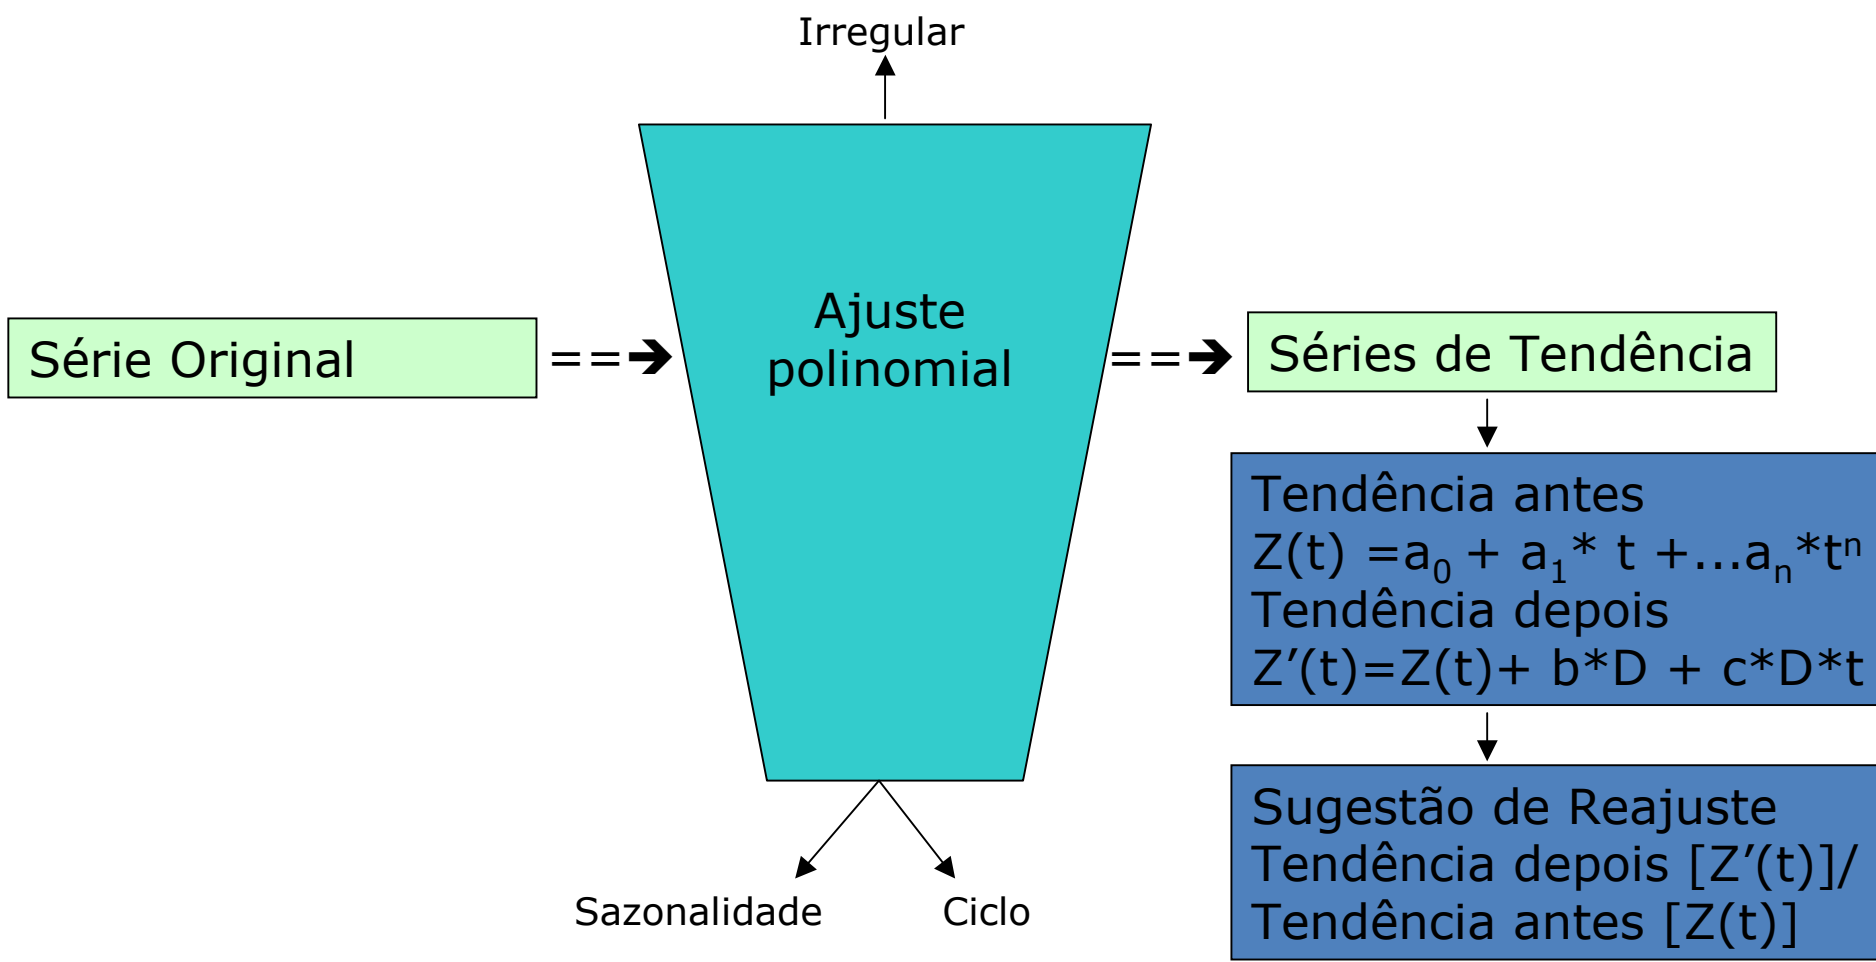 Irregular
Ajuste
polinomial
Série Original
==➔
==➔
Séries de Tendência
Tendência antes
Z(t) =a₀ + a₁* t +...aₙ*tⁿ
Tendência depois
Z’(t)=Z(t)+ b*D + c*D*t
Sugestão de Reajuste
Tendência depois [Z’(t)]/
Tendência antes [Z(t)]
Sazonalidade
Ciclo